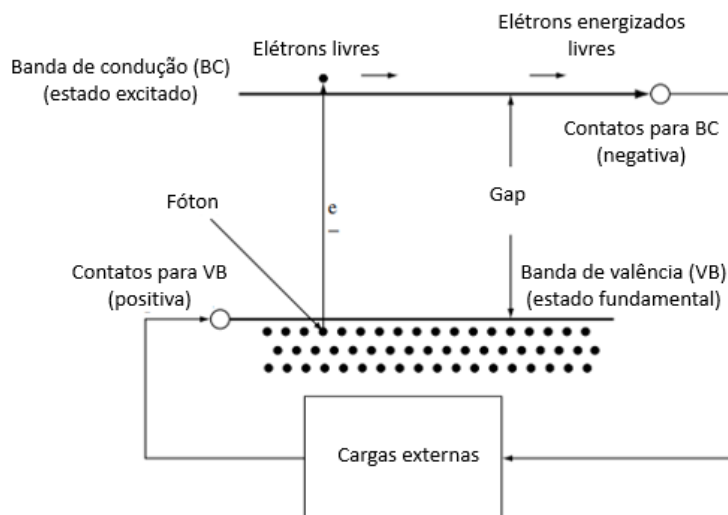 Elétrons livres
Elétrons energizados
livres
Banda de condução (BC)
(estado excitado)
Contatos para BC
(negativa)
Fóton
e
Gap
Contatos para VB
(positiva)
Banda de valência (VB)
(estado fundamental)
Cargas externas